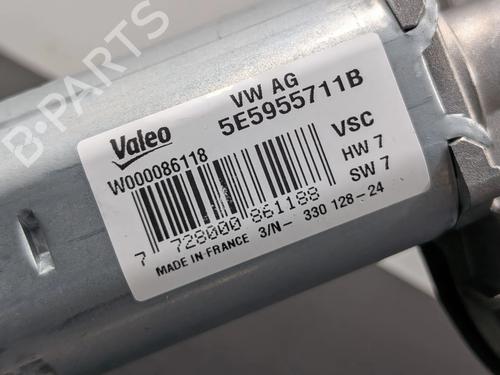 B-PARTS
VW AG
Valeo
5E5955711B
W000086118
VSC
HW 7
SW 7
7 728000 861188
MADE IN FRANCE 3/N- 330 128-24